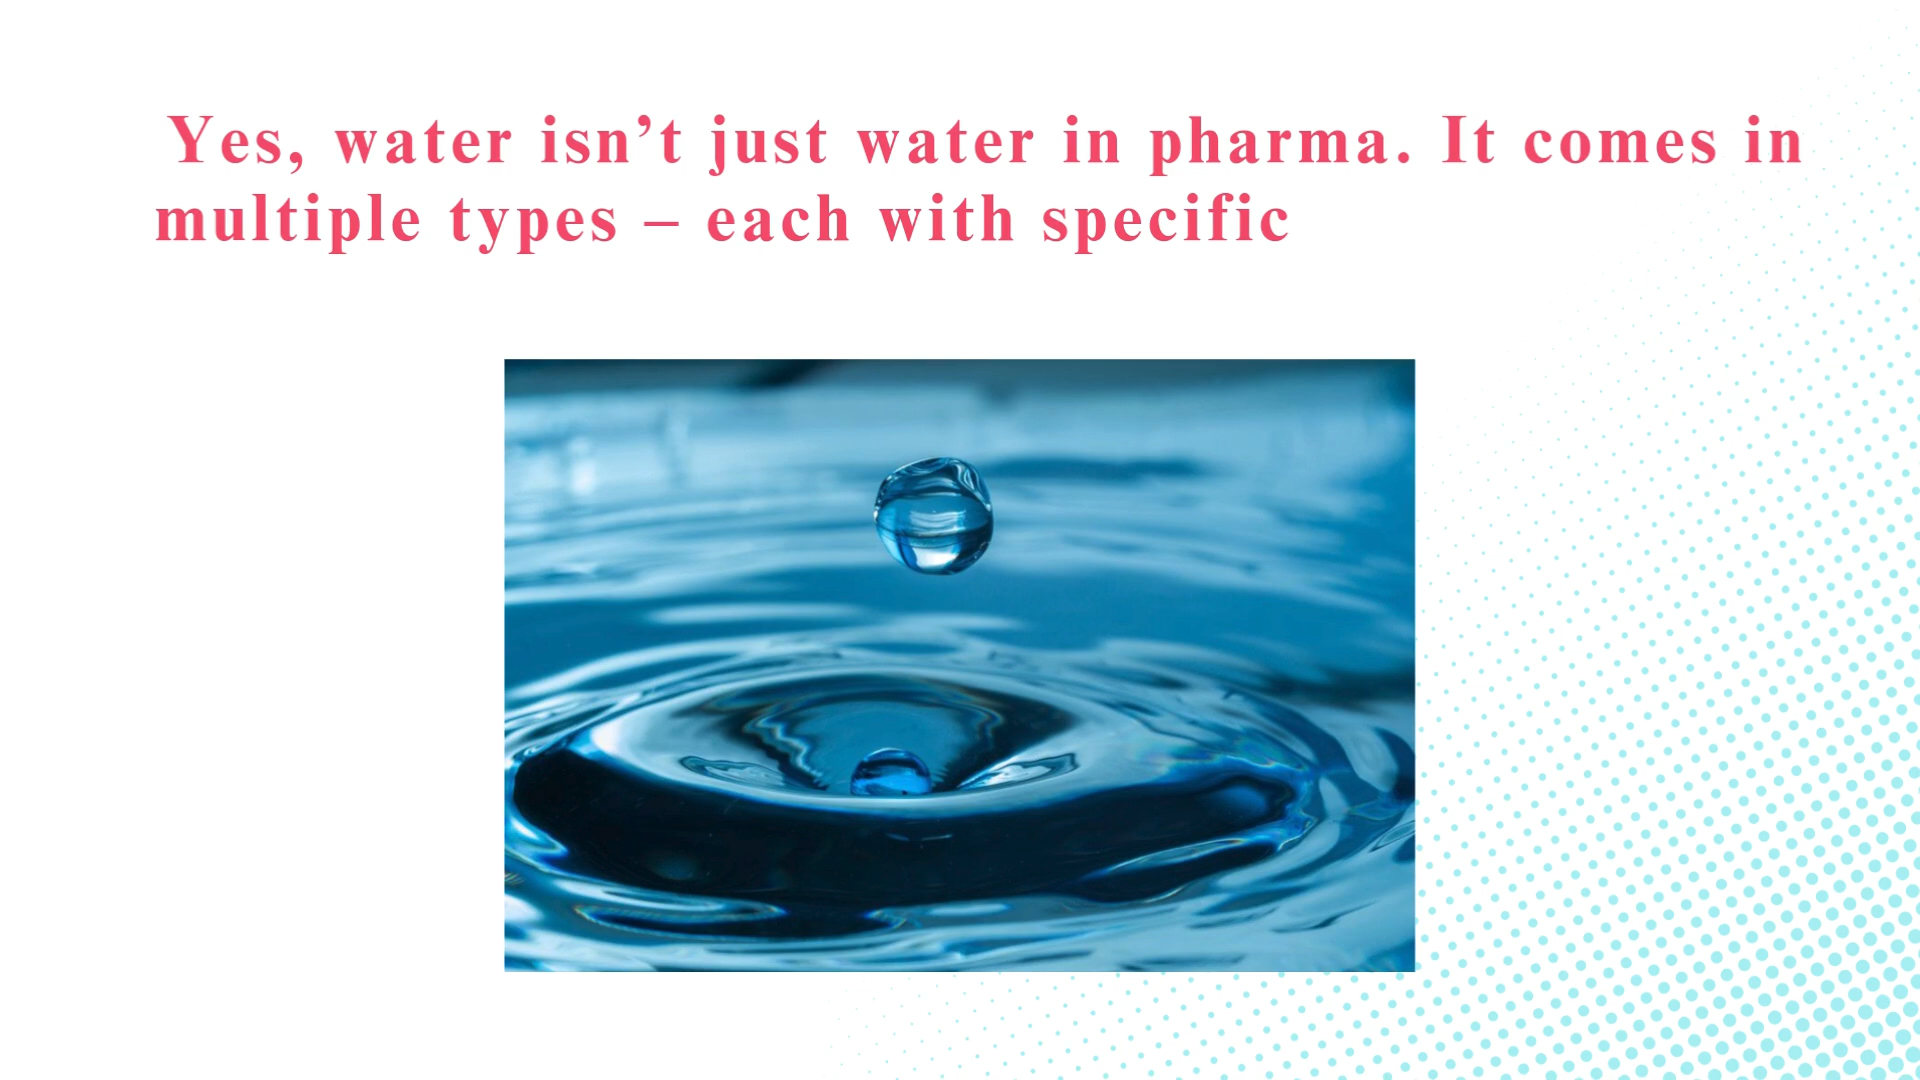 Yes, water isn’t just water in pharma. It comes in
multiple types – each with specific